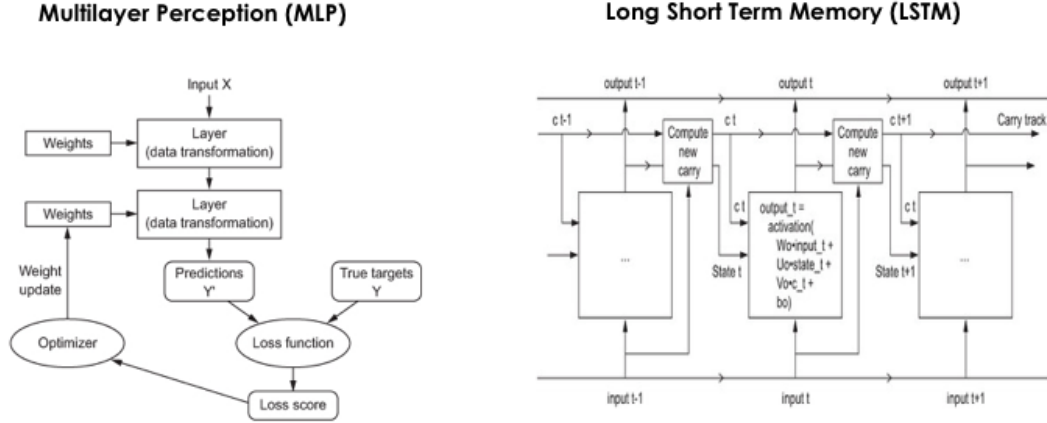 Multilayer Perception (MLP)
Input X
Weights
Layer
(data transformation)
Weights
Layer
(data transformation)
Weight
update
Predictions
Y'
True targets
Y
Optimizer
Loss function
Loss score
Long Short Term Memory (LSTM)
output t-1
output t
output t+1
c t-1
Compute
new
carry
c t
Compute
new
carry
c t+1
Carry track
...
c t
State t
output_t =
activation(
Wo•input_t +
Uo•state_t +
Vo•c_t +
bo)
c t
State t+1
...
input t-1
input t
input t+1